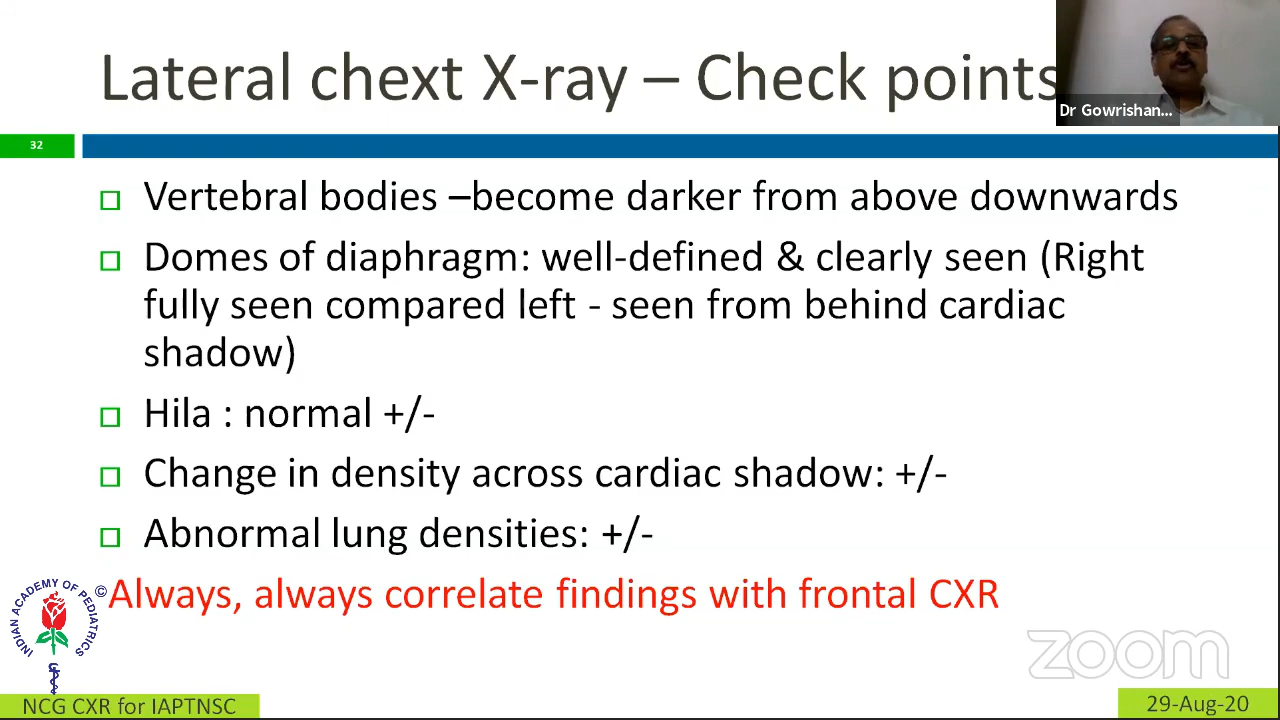 Lateral chext X-ray – Check points
Dr Gowrishan...
32
Vertebral bodies –become darker from above downwards
Domes of diaphragm: well-defined & clearly seen (Right
fully seen compared left - seen from behind cardiac
shadow)
Hila : normal +/-
Change in density across cardiac shadow: +/-
Abnormal lung densities: +/-
Always, always correlate findings with frontal CXR
INDIAN ACADEMY OF PEDIATRICS ©
zoom
NCG CXR for IAPTNSC
29-Aug-20